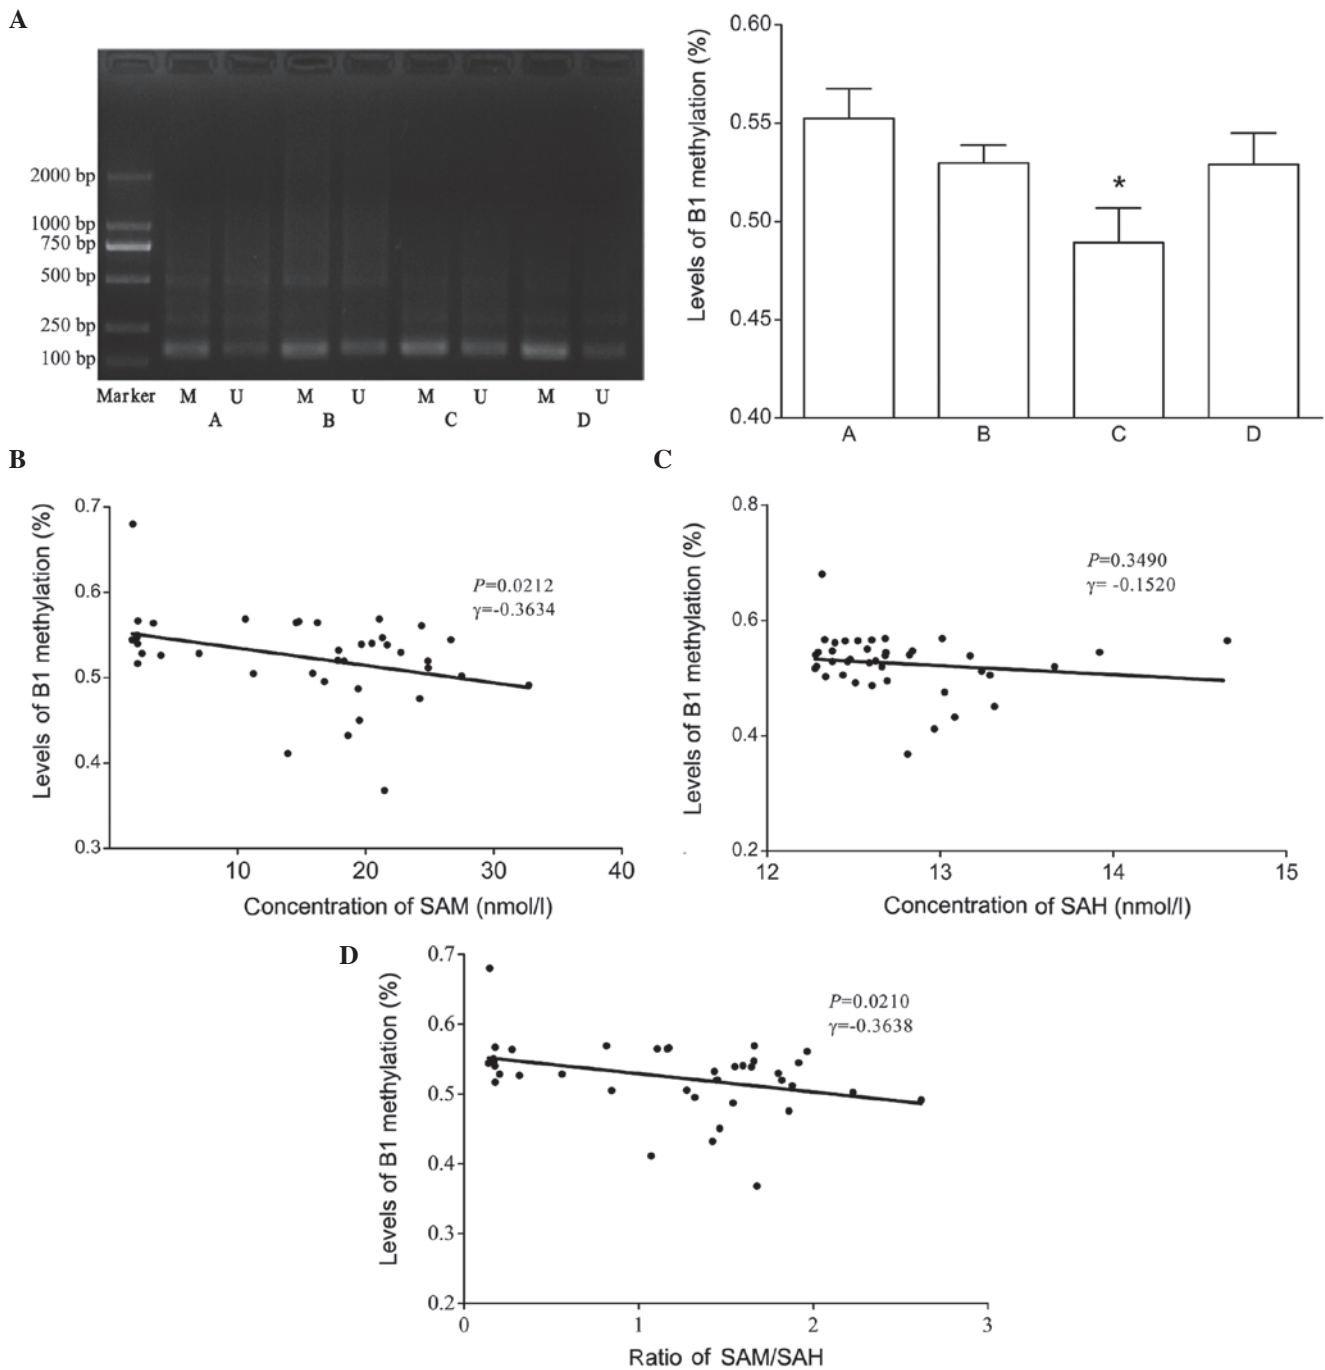 A
2000 bp
1000 bp
750 bp
500 bp
250 bp
100 bp
Marker M U M U M U M U
A B C D
Levels of B1 methylation (%)
0.60
0.55
0.50
0.45
0.40
*
A B C D
B
Levels of B1 methylation (%)
0.7
0.6
0.5
0.4
0.3
P=0.0212
γ=-0.3634
10 20 30 40
Concentration of SAM (nmol/l)
C
Levels of B1 methylation (%)
0.8
0.6
0.4
0.2
P=0.3490
γ= -0.1520
12 13 14 15
Concentration of SAH (nmol/l)
D
Levels of B1 methylation (%)
0.7
0.6
0.5
0.4
0.3
0.2
P=0.0210
γ=-0.3638
0 1 2 3
Ratio of SAM/SAH